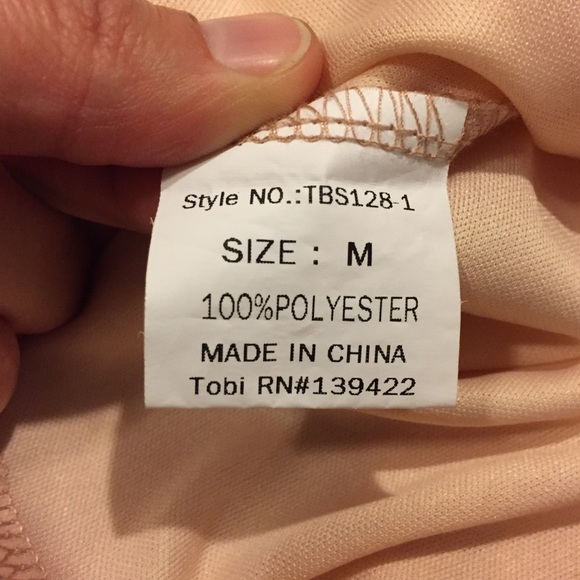 Style NO.:TBS128-1
SIZE : M
100%POLYESTER
MADE IN CHINA
Tobi RN#139422